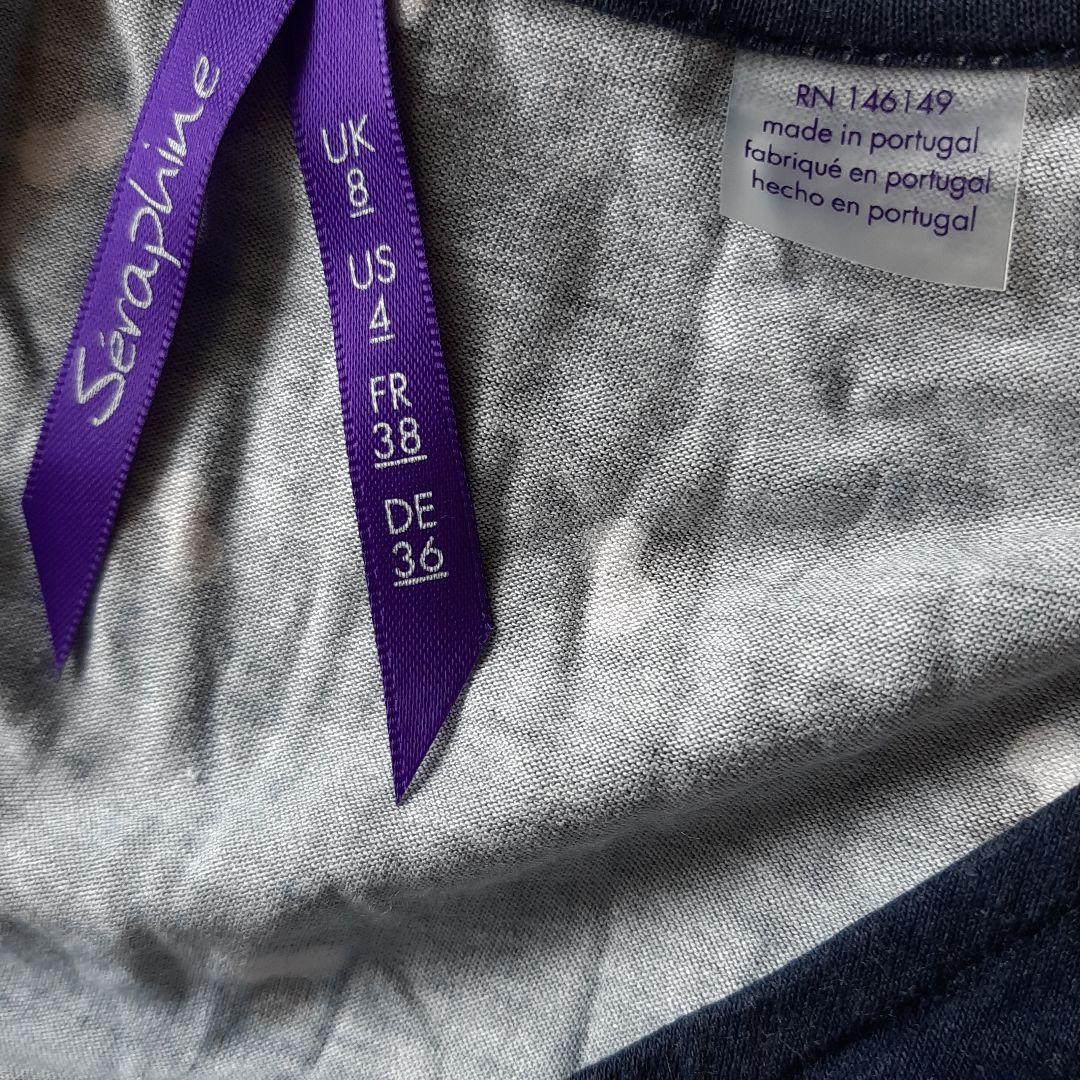 Séraphine
UK
8
US
4
FR
38
DE
36
RN 146149
made in portugal
fabriqué en portugal
hecho en portugal